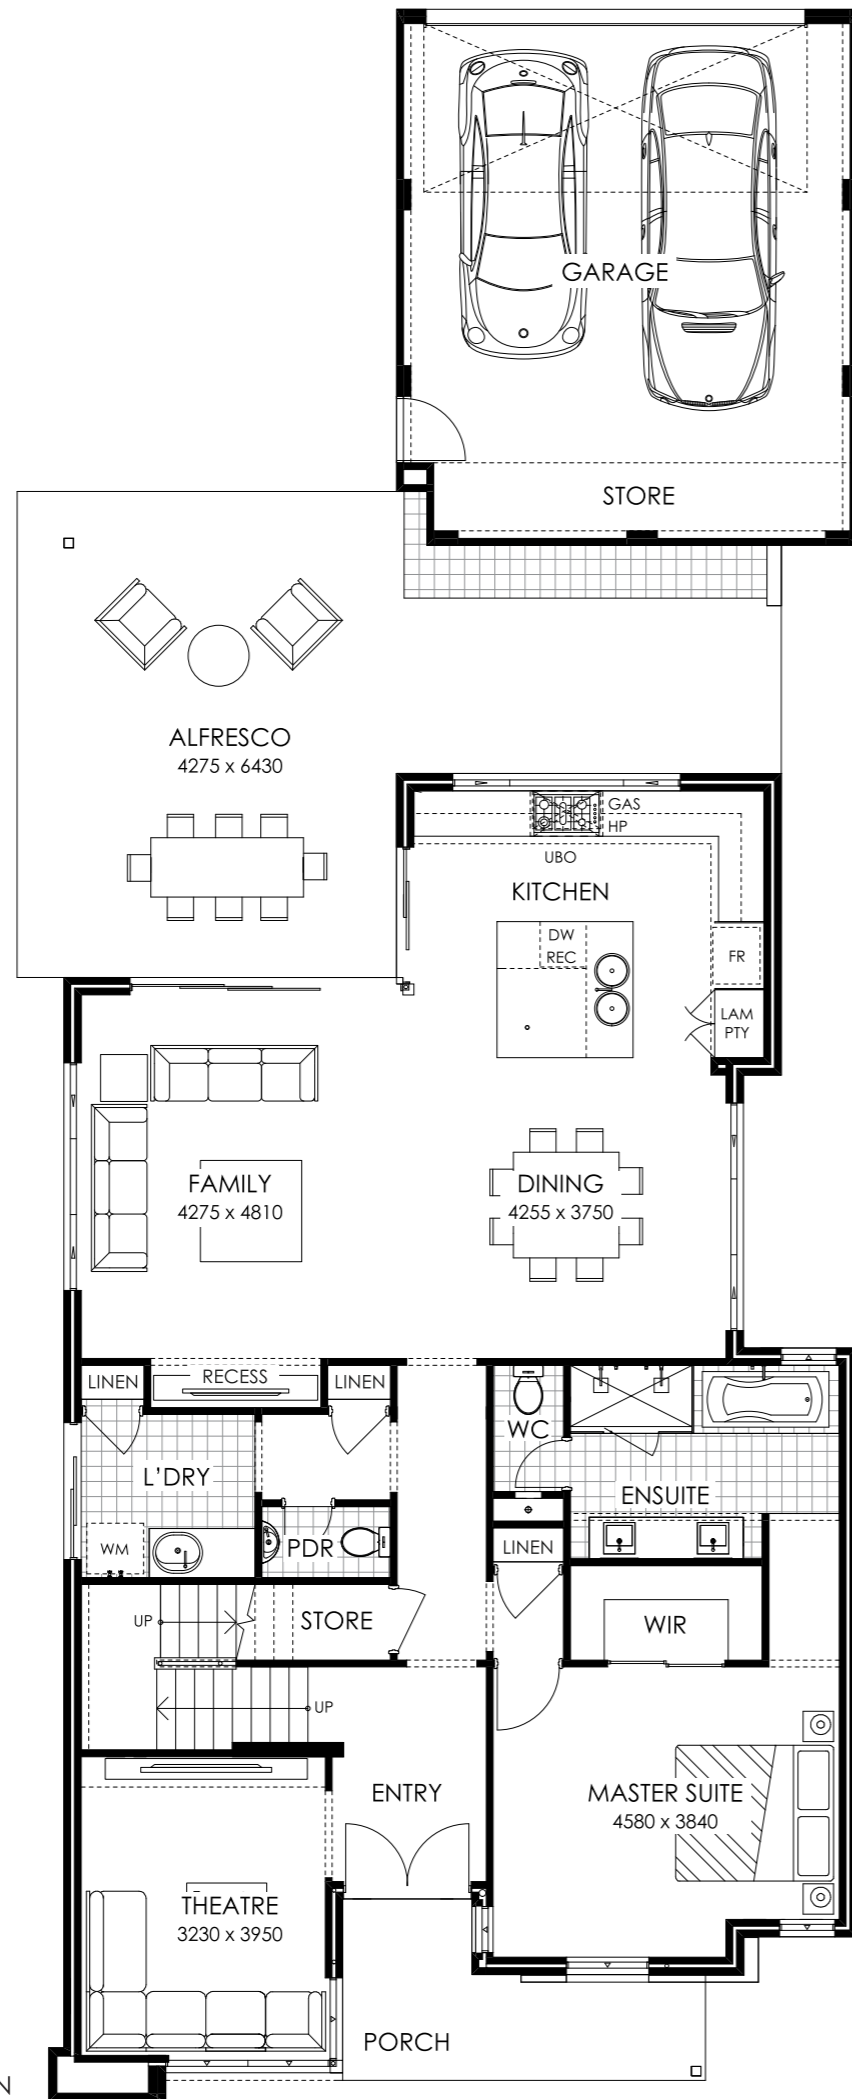 GARAGE
STORE
ALFRESCO
4275 x 6430
GAS
HP
UBO
KITCHEN
DW
REC
FR
LAM
PTY
FAMILY
4275 x 4810
DINING
4255 x 3750
LINEN
RECESS
LINEN
WC
L'DRY
ENSUITE
WM
PDR
LINEN
UP
STORE
WIR
UP
ENTRY
MASTER SUITE
4580 x 3840
THEATRE
3230 x 3950
PORCH
N